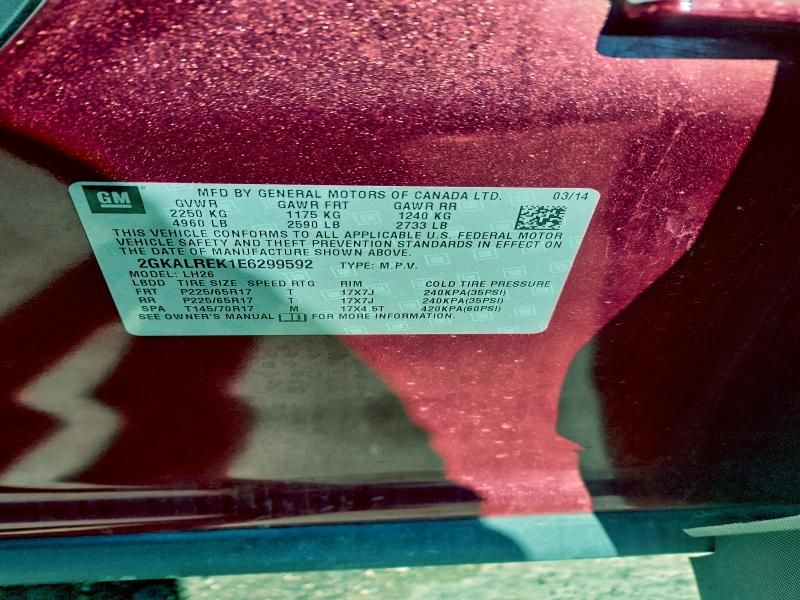 GM MFD BY GENERAL MOTORS OF CANADA LTD. 03/14
GVWR GAWR FRT GAWR RR
2250 KG 1175 KG 1240 KG
4960 LB 2590 LB 2733 LB
THIS VEHICLE CONFORMS TO ALL APPLICABLE U.S. FEDERAL MOTOR
VEHICLE SAFETY AND THEFT PREVENTION STANDARDS IN EFFECT ON
THE DATE OF MANUFACTURE SHOWN ABOVE.
2GKALREK1E6299592 TYPE: M.P.V.
MODEL: LH26
LBDD TIRE SIZE SPEED RTG RIM COLD TIRE PRESSURE
FRT P225/65R17 T 17X7J 240KPA(35PSI)
RR P225/65R17 T 17X7J 240KPA(35PSI)
SPA T145/70R17 M 17X4.5T 420KPA(60PSI)
SEE OWNER'S MANUAL FOR MORE INFORMATION.